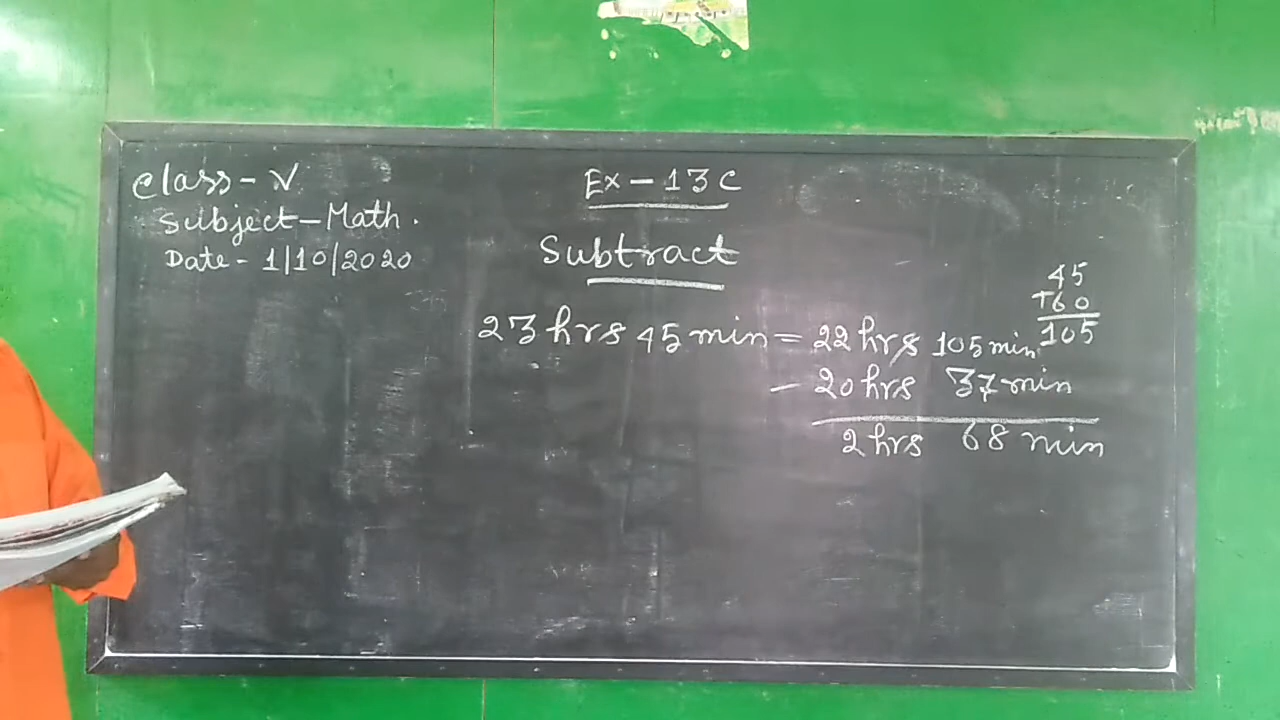 Class - V
Subject - Math.
Date - 1/10/2020
Ex - 13 C
Subtract
45
+60
105
23 hrs 45 min = 22 hrs 105 min
- 20 hrs 37 min
2 hrs 68 min